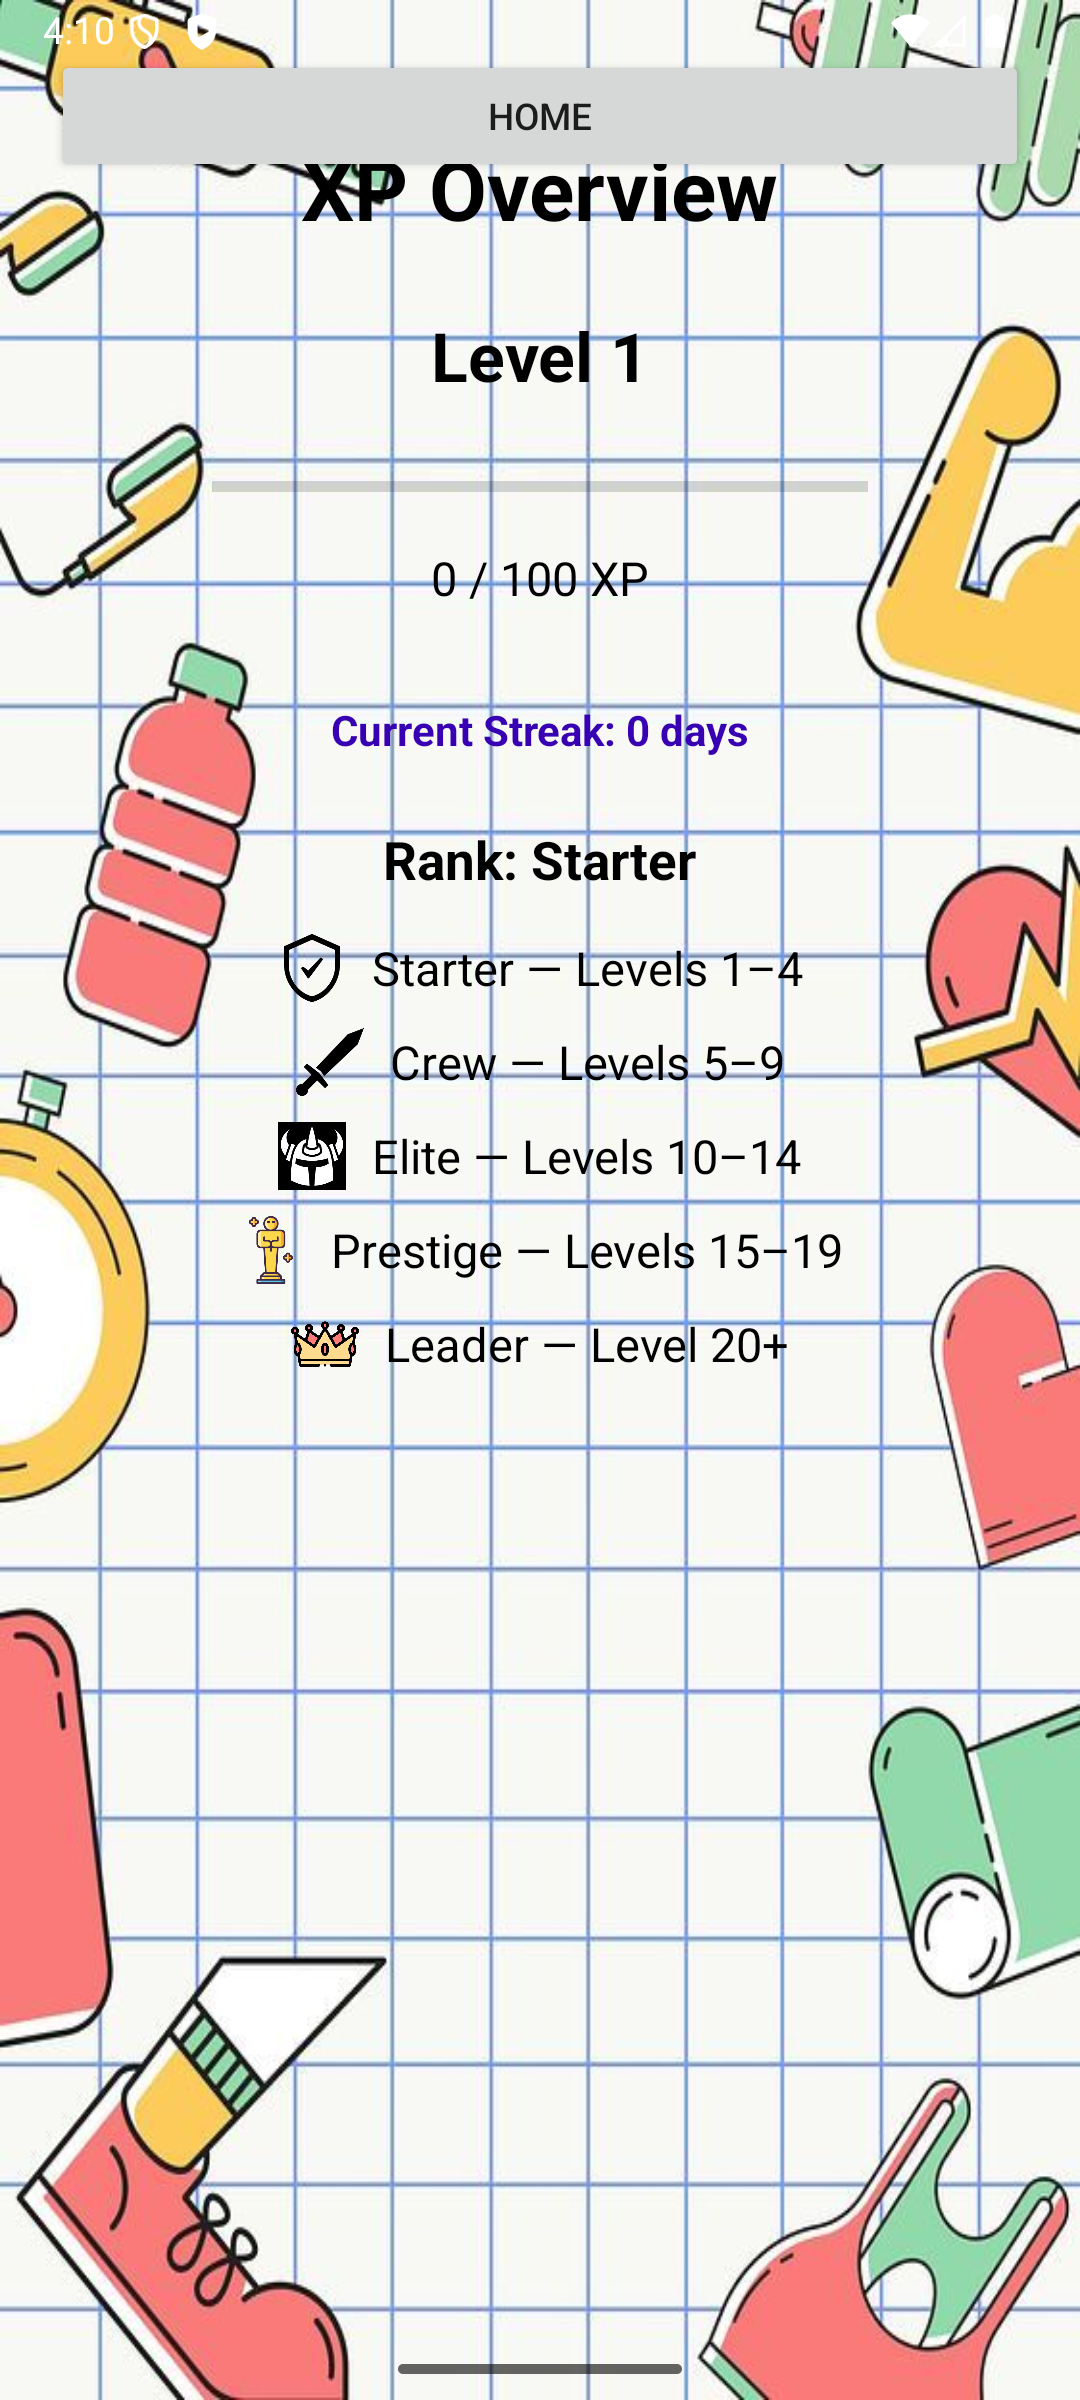 4:10
HOME
XP Overview
Level 1
0 / 100 XP
Current Streak: 0 days
Rank: Starter
Starter — Levels 1–4
Crew — Levels 5–9
Elite — Levels 10–14
Prestige — Levels 15–19
Leader — Level 20+